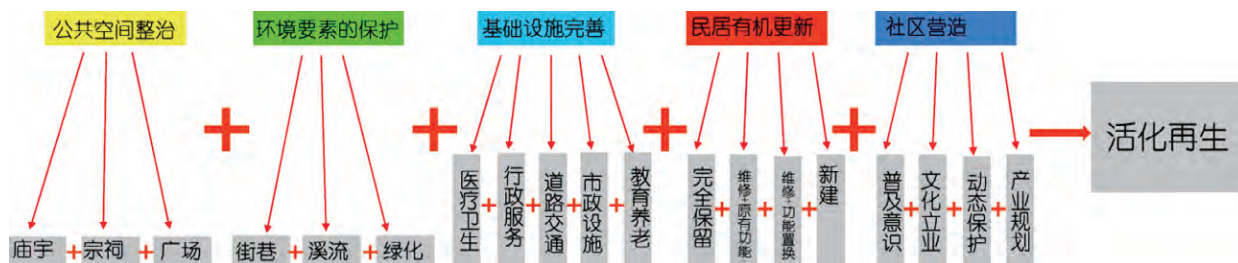 公共空间整治
环境要素的保护
基础设施完善
民居有机更新
社区营造
庙宇+宗祠+广场
街巷+溪流+绿化
医疗卫生+行政服务+道路交通+市政设施+教育养老
完全保留+维修+原有功能+维修+功能置换+新建
普及意识+文化立业+动态保护+产业规划
活化再生